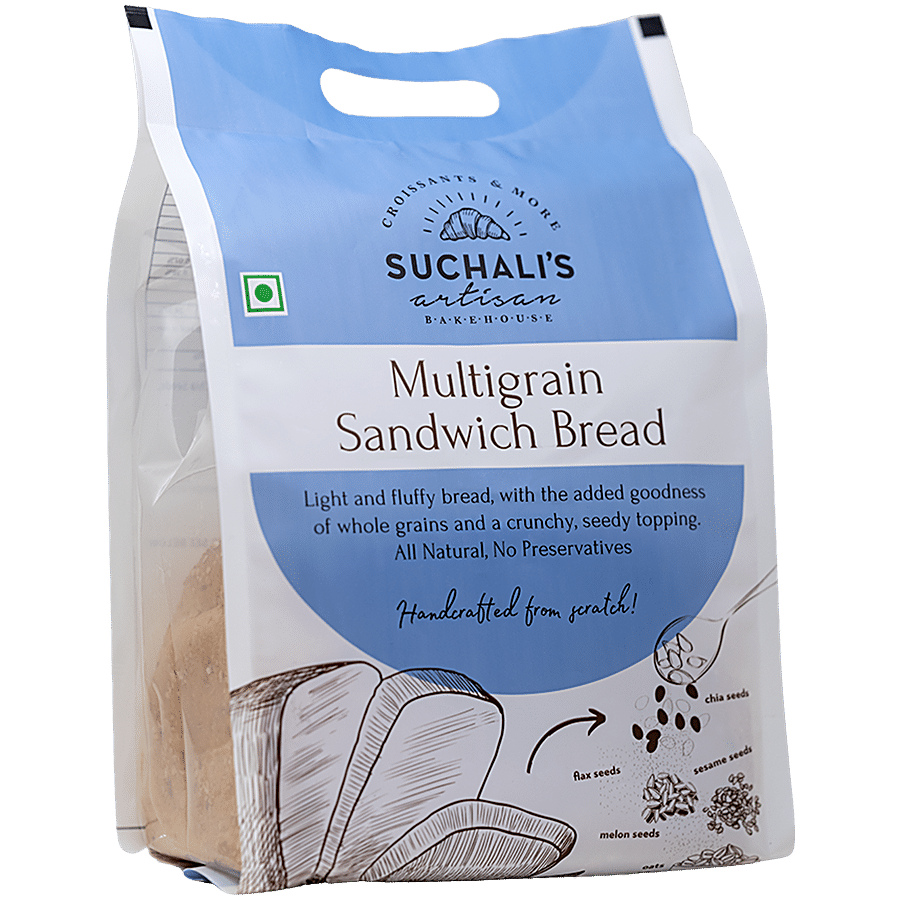 CROISSANTS & MORE
SUCHALI'S
artisan
B·A·K·E·H·O·U·S·E
Multigrain
Sandwich Bread
Light and fluffy bread, with the added goodness
of whole grains and a crunchy, seedy topping.
All Natural, No Preservatives
Handcrafted from scratch!
chia seeds
flax seeds
sesame seeds
melon seeds
oats